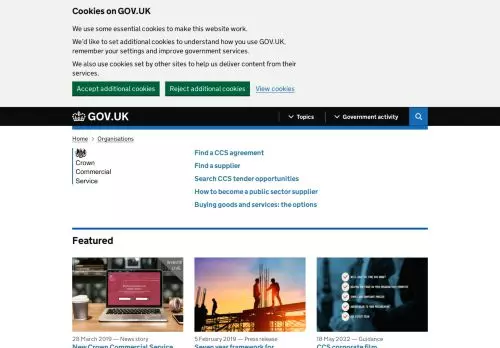 Cookies on GOV.UK
We use some essential cookies to make this website work.
We'd like to set additional cookies to understand how you use GOV.UK,
remember your settings and improve government services.
We also use cookies set by other sites to help us deliver content from their
services.
Accept additional cookies
Reject additional cookies
View cookies
GOV.UK
Topics
Government activity
Home
Organisations
Crown
Commercial
Service
Find a CCS agreement
Find a supplier
Search CCS tender opportunities
How to become a public sector supplier
Buying goods and services: the options
Featured
28 March 2019 — News story
New Crown Commercial Service
5 February 2019 — Press release
Seven year framework for
18 May 2022 — Guidance
CCS corporate film